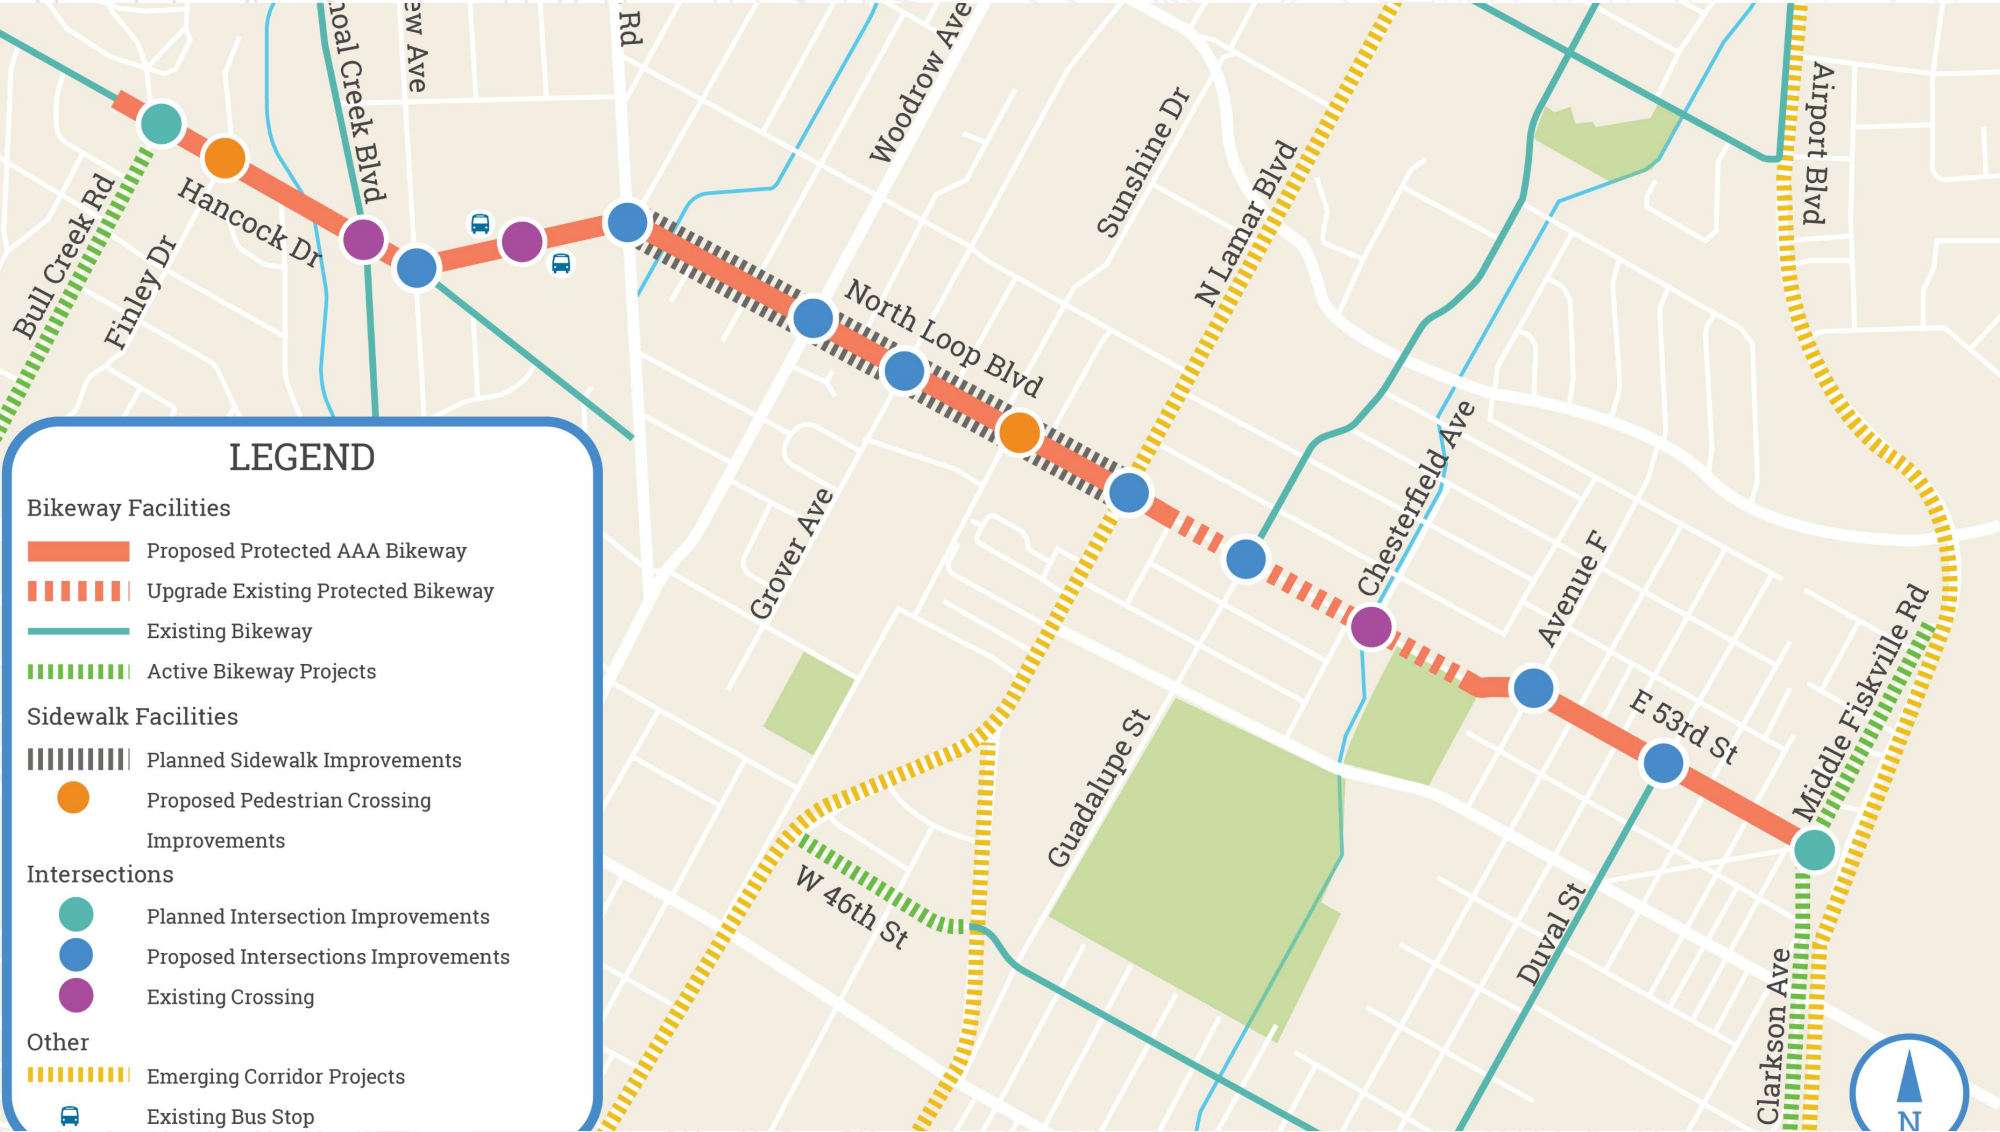 hoal Creek Blvd
ew Ave
Rd
Woodrow Ave
Sunshine Dr
N Lamar Blvd
Airport Blvd
Bull Creek Rd
Finley Dr
Hancock Dr
North Loop Blvd
Grover Ave
Chesterfield Ave
Avenue F
E 53rd St
Middle Fiskville Rd
Guadalupe St
W 46th St
Duval St
Clarkson Ave
N
LEGEND
Bikeway Facilities
Proposed Protected AAA Bikeway
Upgrade Existing Protected Bikeway
Existing Bikeway
Active Bikeway Projects
Sidewalk Facilities
Planned Sidewalk Improvements
Proposed Pedestrian Crossing
Improvements
Intersections
Planned Intersection Improvements
Proposed Intersections Improvements
Existing Crossing
Other
Emerging Corridor Projects
Existing Bus Stop